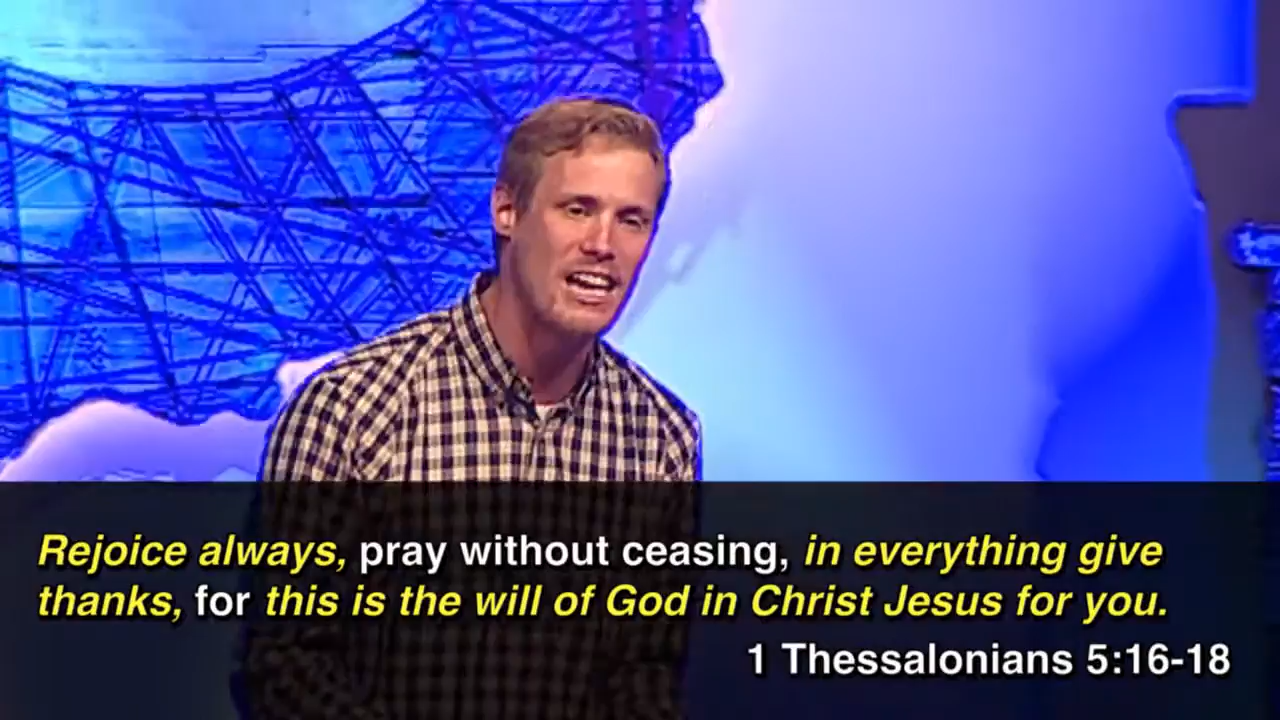 Rejoice always, pray without ceasing, in everything give
thanks, for this is the will of God in Christ Jesus for you.
1 Thessalonians 5:16-18